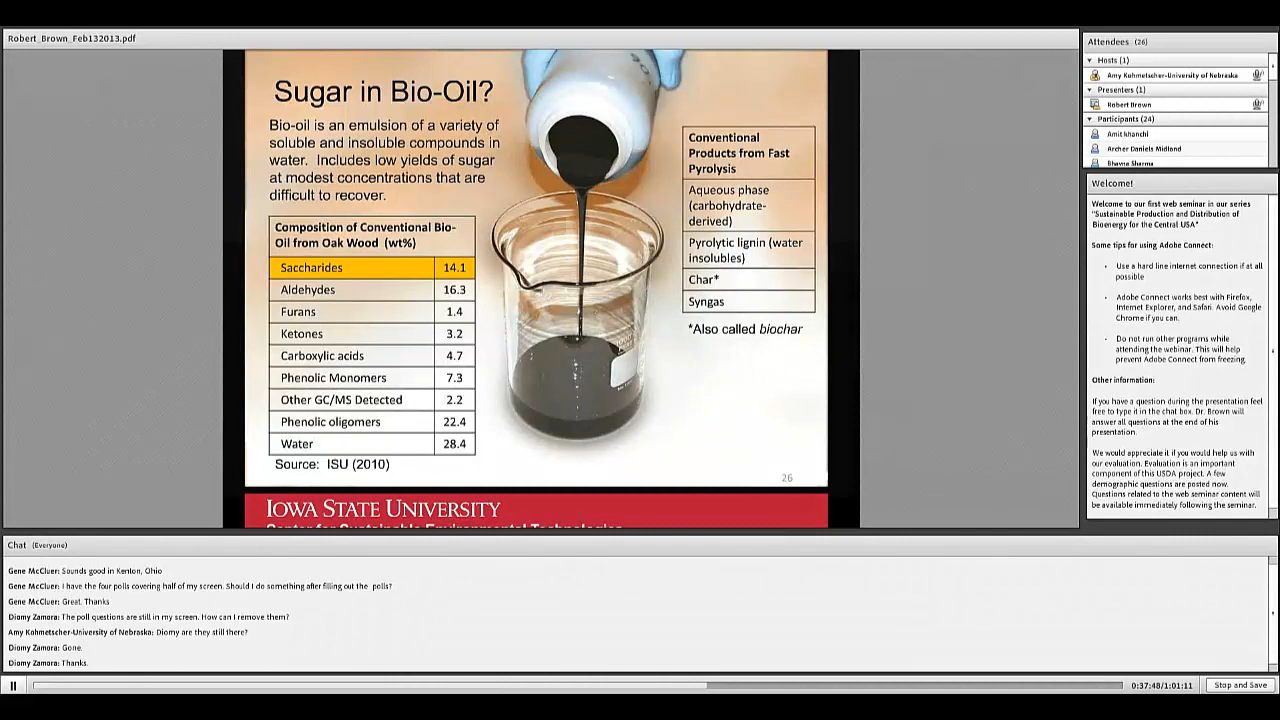 Robert_Brown_Feb132013.pdf
Sugar in Bio-Oil?
Bio-oil is an emulsion of a variety of
soluble and insoluble compounds in
water. Includes low yields of sugar
at modest concentrations that are
difficult to recover.
Composition of Conventional Bio-
Oil from Oak Wood (wt%)
Saccharides 14.1
Aldehydes 16.3
Furans 1.4
Ketones 3.2
Carboxylic acids 4.7
Phenolic Monomers 7.3
Other GC/MS Detected 2.2
Phenolic oligomers 22.4
Water 28.4
Source: ISU (2010)
Conventional
Products from Fast
Pyrolysis
Aqueous phase
(carbohydrate-
derived)
Pyrolytic lignin (water
insolubles)
Char*
Syngas
*Also called biochar
26
IOWA STATE UNIVERSITY
Center for Sustainable Environmental Technologies
Attendees (26)
Hosts (1)
Amy Kohmetscher-University of Nebraska
Presenters (1)
Robert Brown
Participants (24)
Amit khanchi
Archer Daniels Midland
Bhavna Sharma
Welcome!
Welcome to our first web seminar in our series
"Sustainable Production and Distribution of
Bioenergy for the Central USA"
Some tips for using Adobe Connect:
• Use a hard line internet connection if at all
possible
• Adobe Connect works best with Firefox,
Internet Explorer, and Safari. Avoid Google
Chrome if you can.
• Do not run other programs while
attending the webinar. This will help
prevent Adobe Connect from freezing.
Other information:
If you have a question during the presentation feel
free to type it in the chat box. Dr. Brown will
answer all questions at the end of his
presentation.
We would appreciate it if you would help us with
our evaluation. Evaluation is an important
component of this USDA project. A few
demographic questions are posted now.
Questions related to the web seminar content will
be available immediately following the seminar.
Chat (Everyone)
Gene McCluer: Sounds good in Kenton, Ohio
Gene McCluer: I have the four polls covering half of my screen. Should I do something after filling out the polls?
Gene McCluer: Great. Thanks
Diomy Zamora: The poll questions are still in my screen. How can I remove them?
Amy Kohmetscher-University of Nebraska: Diomy are they still there?
Diomy Zamora: Gone.
Diomy Zamora: Thanks.
0:37:48/1:01:11
Stop and Save